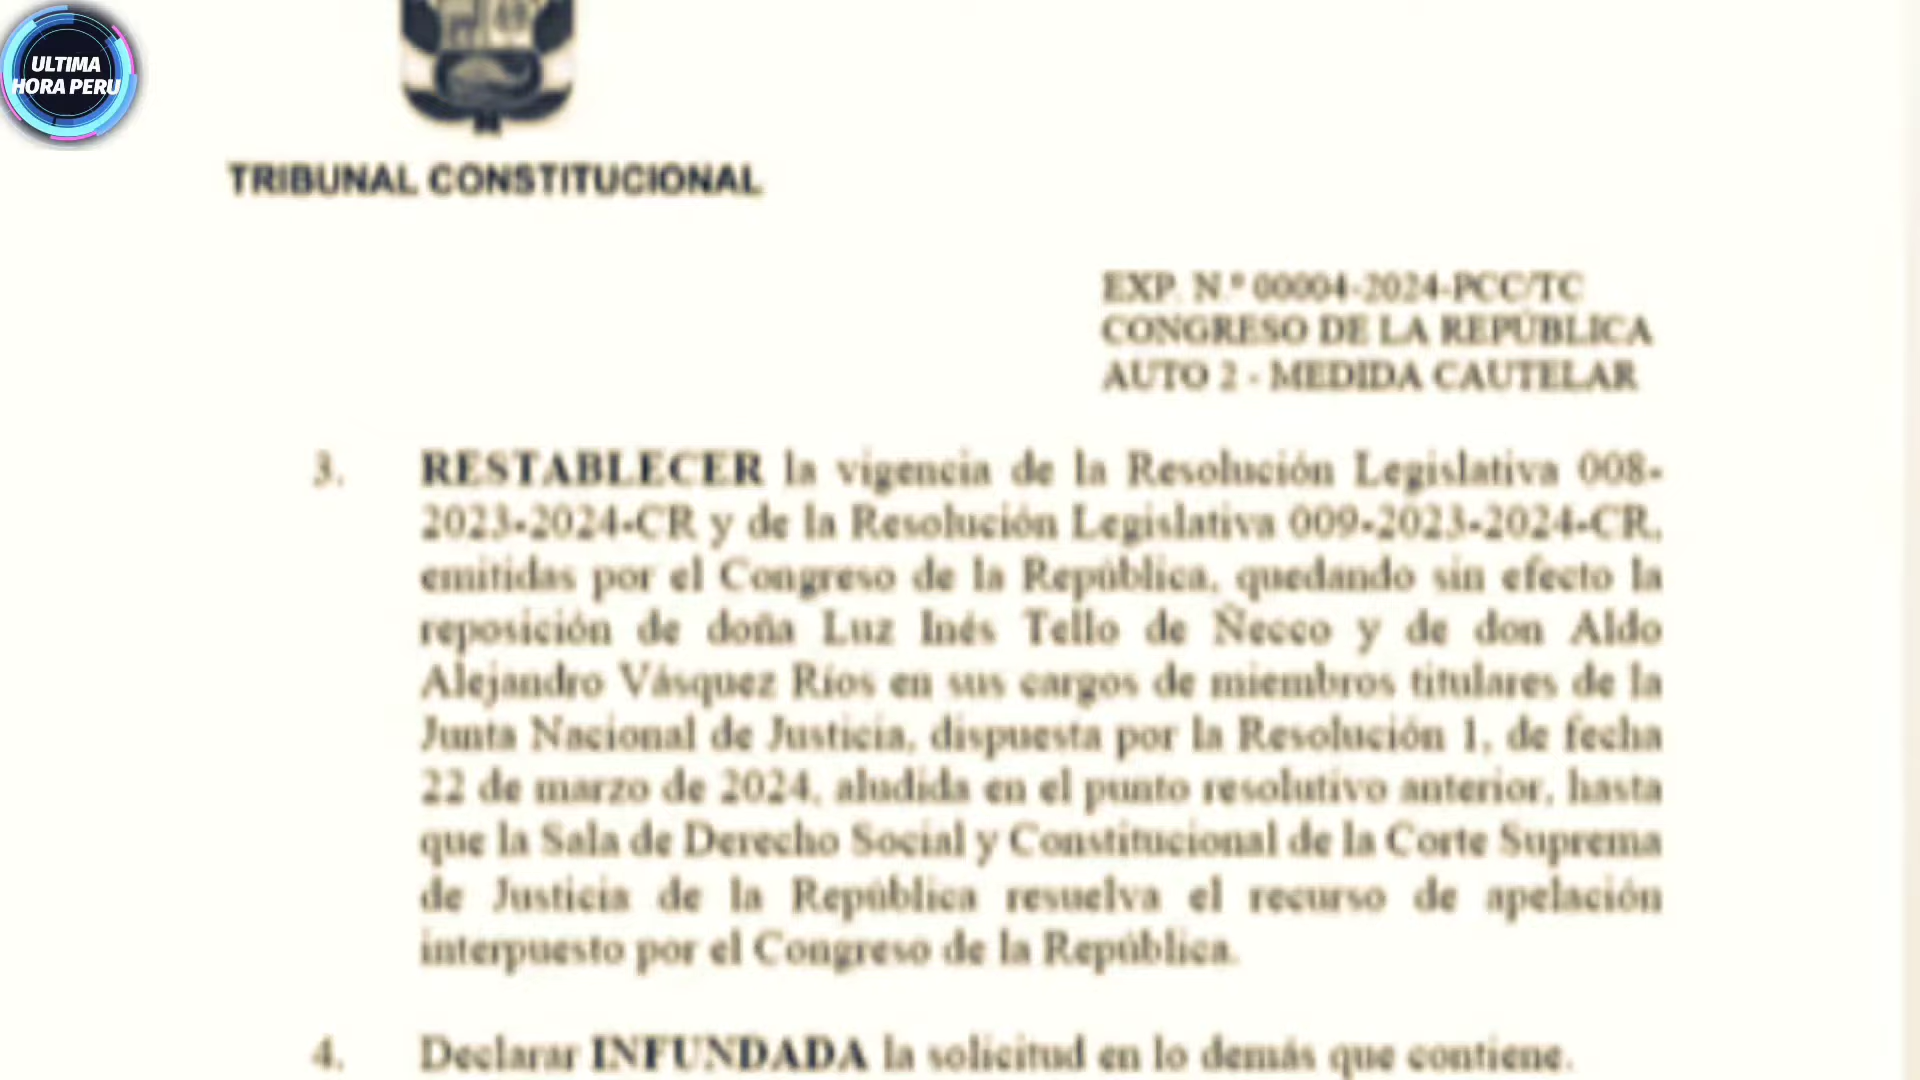 ULTIMA
HORA PERU
TRIBUNAL CONSTITUCIONAL
EXP. N.º 00004-2024-PCC/TC
CONGRESO DE LA REPÚBLICA
AUTO 2 - MEDIDA CAUTELAR
3. RESTABLECER la vigencia de la Resolución Legislativa 008-
2023-2024-CR y de la Resolución Legislativa 009-2023-2024-CR,
emitidas por el Congreso de la República, quedando sin efecto la
reposición de doña Luz Inés Tello de Ñecco y de don Aldo
Alejandro Vásquez Ríos en sus cargos de miembros titulares de la
Junta Nacional de Justicia, dispuesta por la Resolución 1, de fecha
22 de marzo de 2024, aludida en el punto resolutivo anterior, hasta
que la Sala de Derecho Social y Constitucional de la Corte Suprema
de Justicia de la República resuelva el recurso de apelación
interpuesto por el Congreso de la República.
4. Declarar INFUNDADA la solicitud en lo demás que contiene.